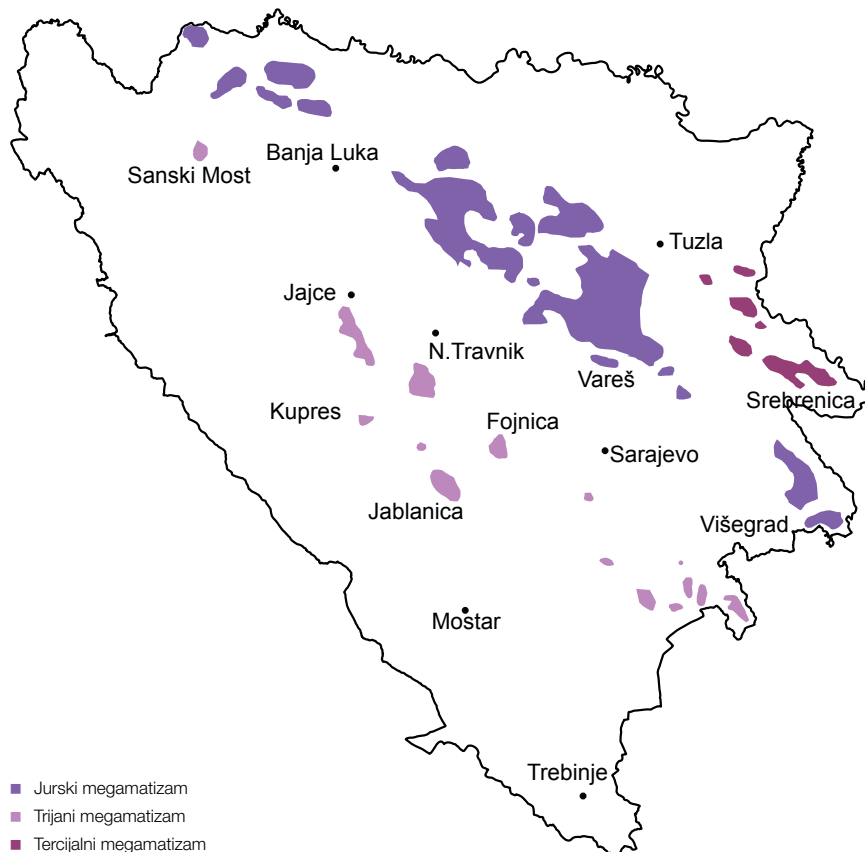 Banja Luka
Sanski Most
Tuzla
Jajce
N.Travnik
Vareš
Srebrenica
Kupres
Fojnica
Sarajevo
Jablanica
Višegrad
Mostar
Trebinje
Jurski megamatizam
Trijani megamatizam
Tercijalni megamatizam